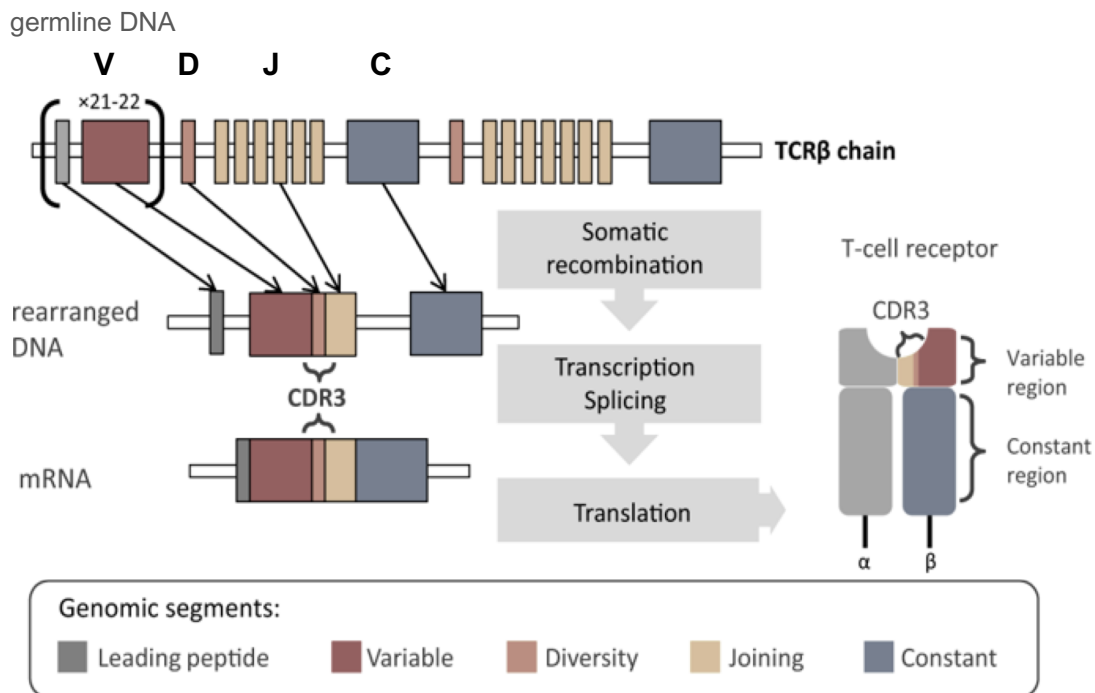 germline DNA
V D J C
×21-22
TCRβ chain
Somatic
recombination
T-cell receptor
rearranged
DNA
CDR3
Variable
region
Transcription
Splicing
CDR3
Constant
region
mRNA
Translation
α β
Genomic segments:
Leading peptide Variable Diversity Joining Constant